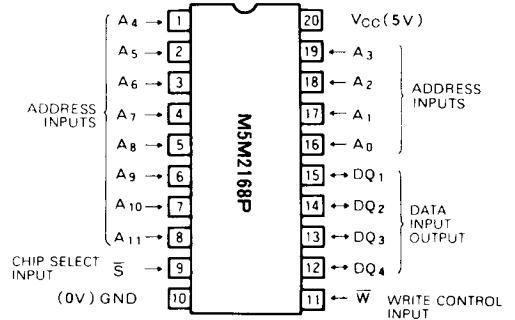 A4 → 1
A5 → 2
A6 → 3
A7 → 4
A8 → 5
A9 → 6
A10 → 7
A11 → 8
ADDRESS
INPUTS
CHIP SELECT
INPUT
S̅ → 9
(0V) GND 10
M5M2168P
20 VCC (5V)
19 ← A3
18 ← A2
17 ← A1
16 ← A0
ADDRESS
INPUTS
15 ↔ DQ1
14 ↔ DQ2
13 ↔ DQ3
12 ↔ DQ4
DATA
INPUT
OUTPUT
11 ← W̅
WRITE CONTROL
INPUT